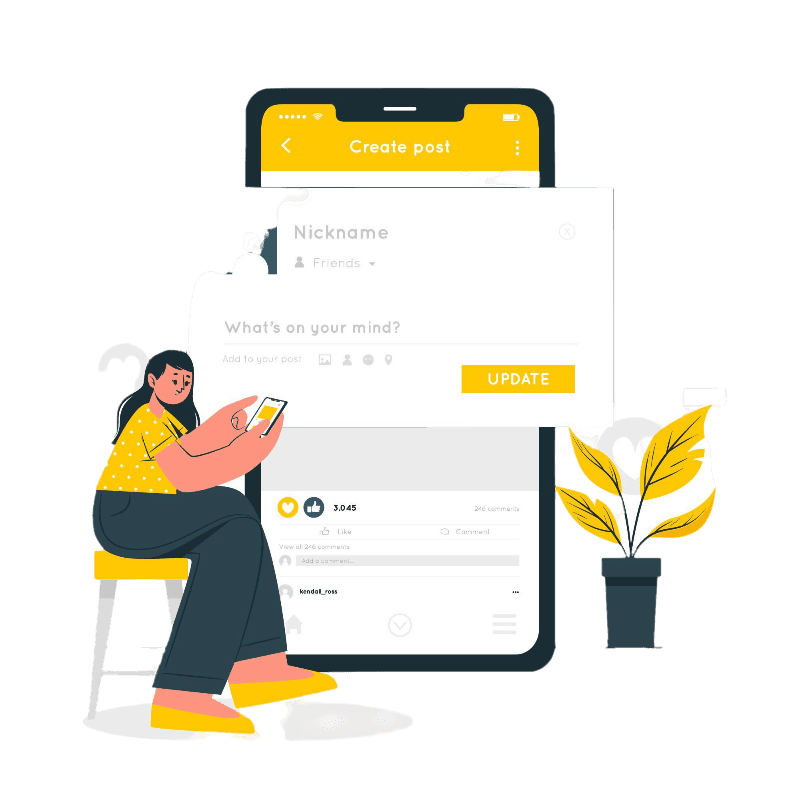 Create post
Nickname
Friends
What's on your mind?
Add to your post
UPDATE
3.045 246 comments
Like Comment
View all 246 comments
Add a comment...
kendall_ross